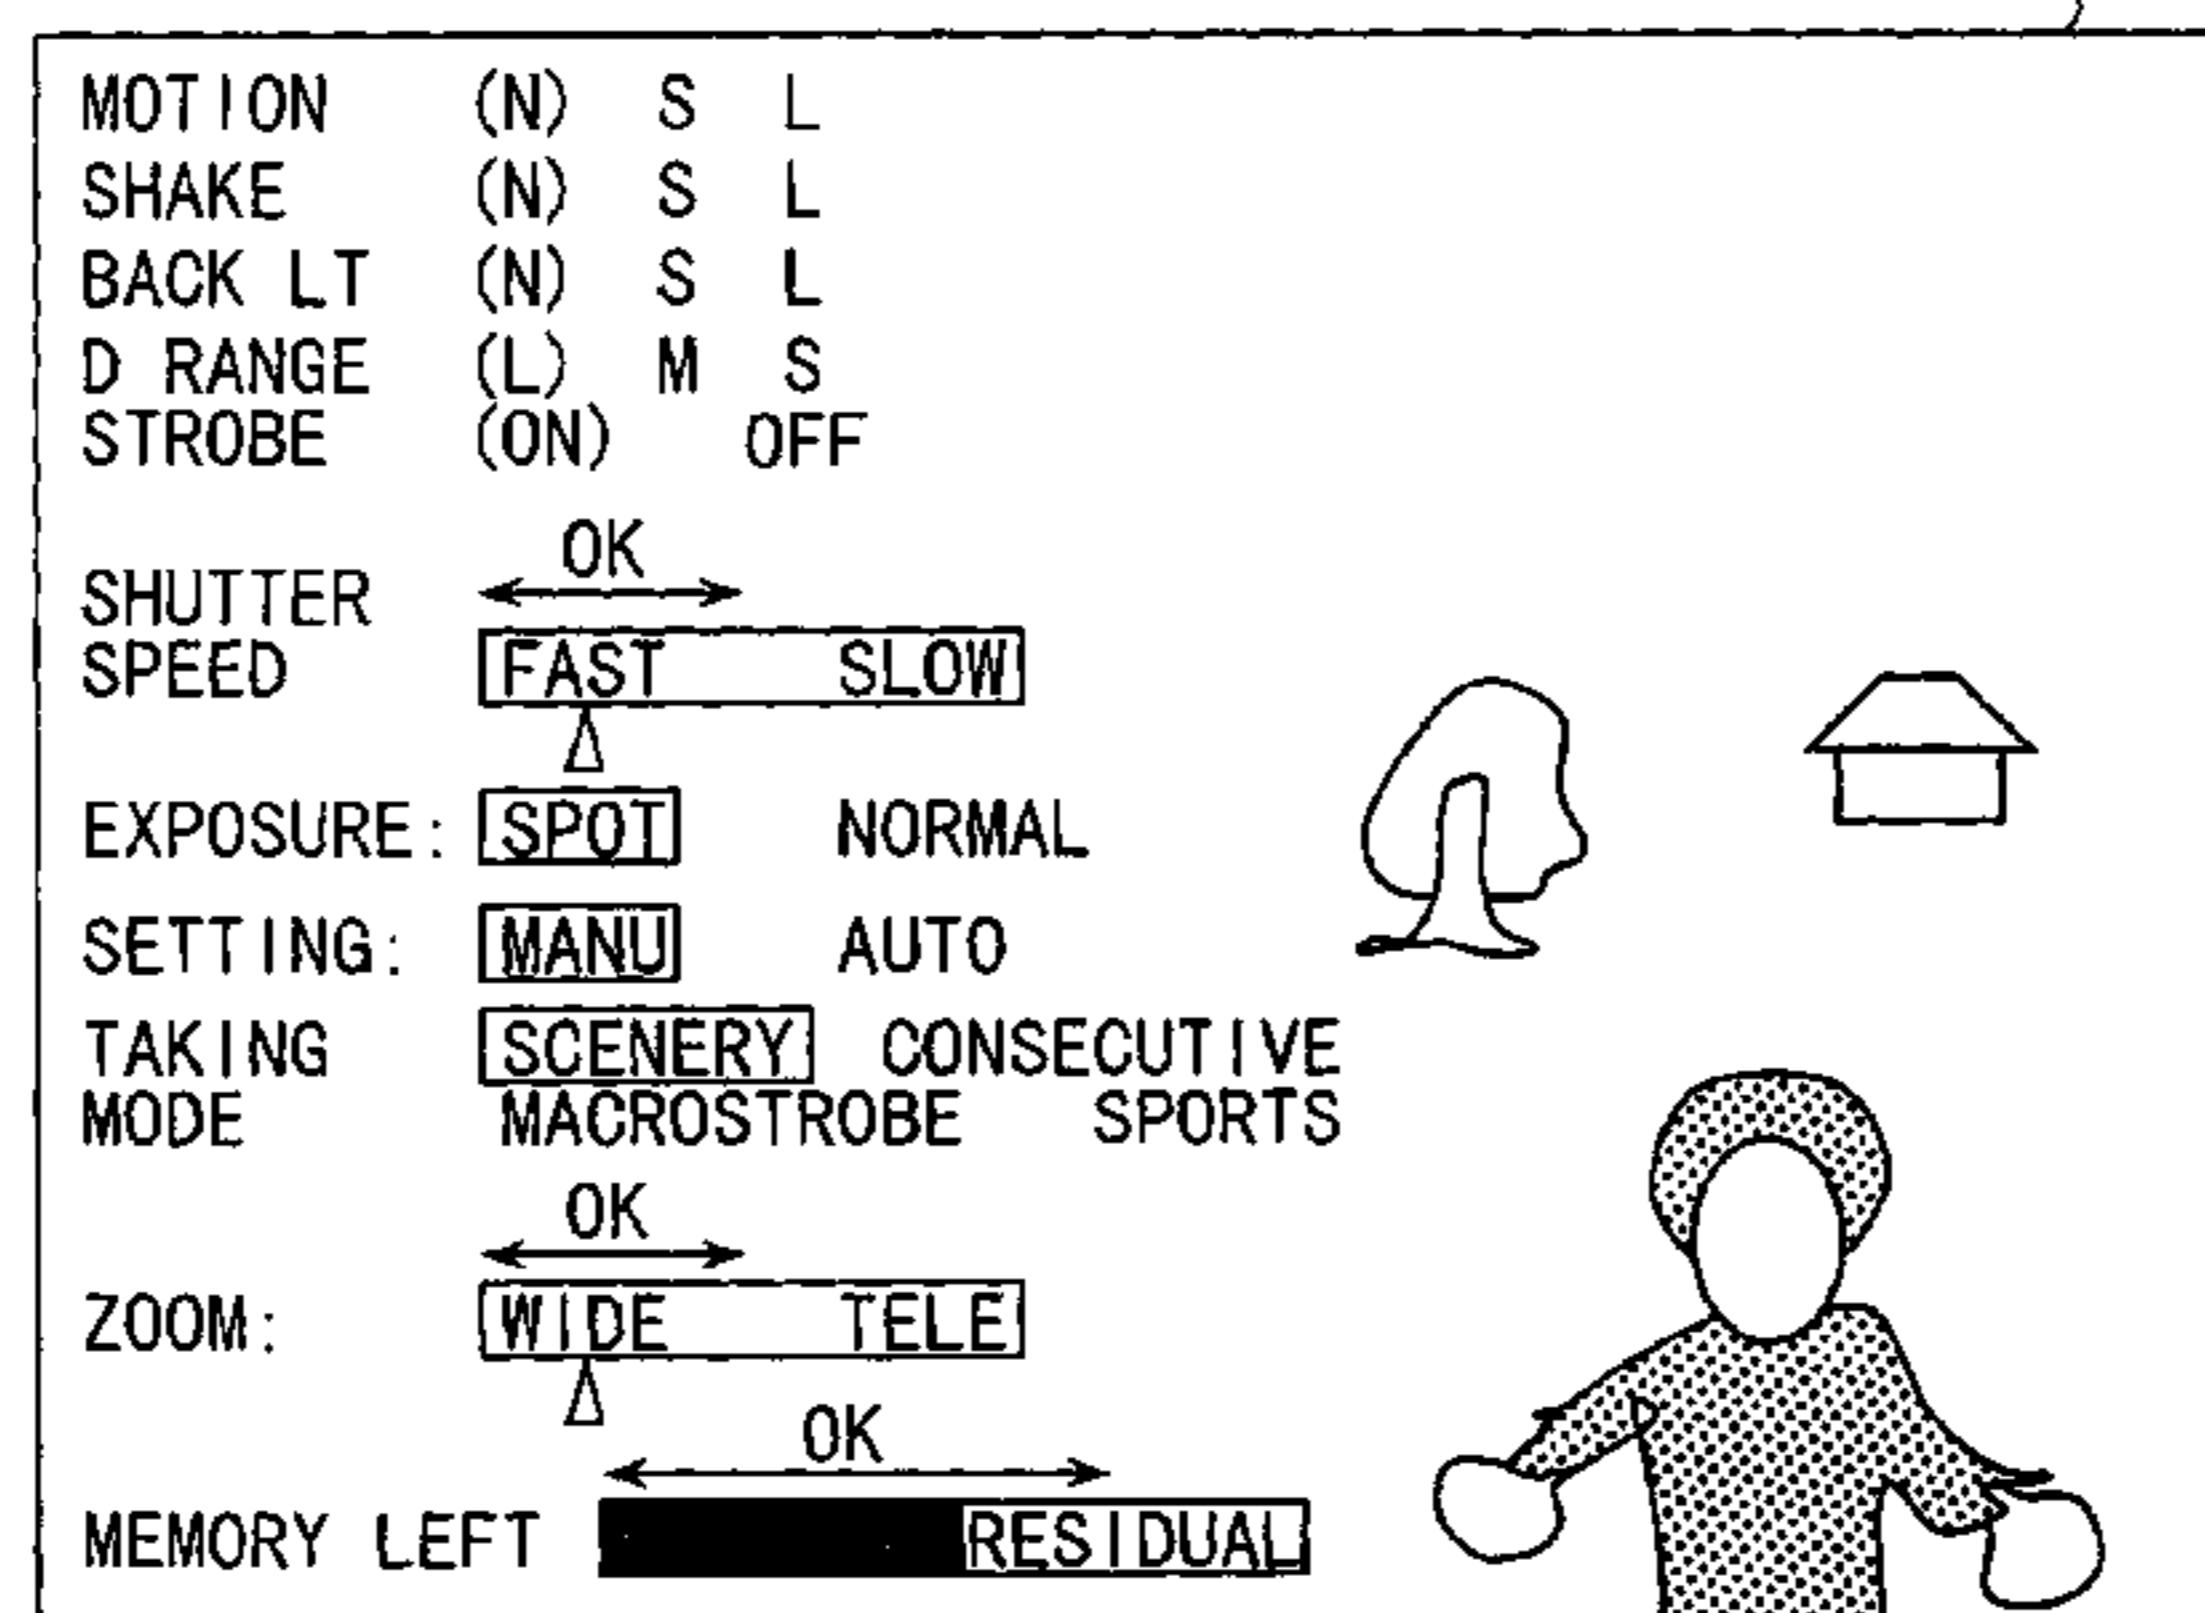 MOTION (N) S L
SHAKE (N) S L
BACK LT (N) S L
D RANGE (L) M S
STROBE (ON) OFF
OK
SHUTTER
SPEED FAST SLOW
EXPOSURE: SPOT NORMAL
SETTING: MANU AUTO
TAKING SCENERY CONSECUTIVE
MODE MACROSTROBE SPORTS
OK
ZOOM: WIDE TELE
OK
MEMORY LEFT RESIDUAL